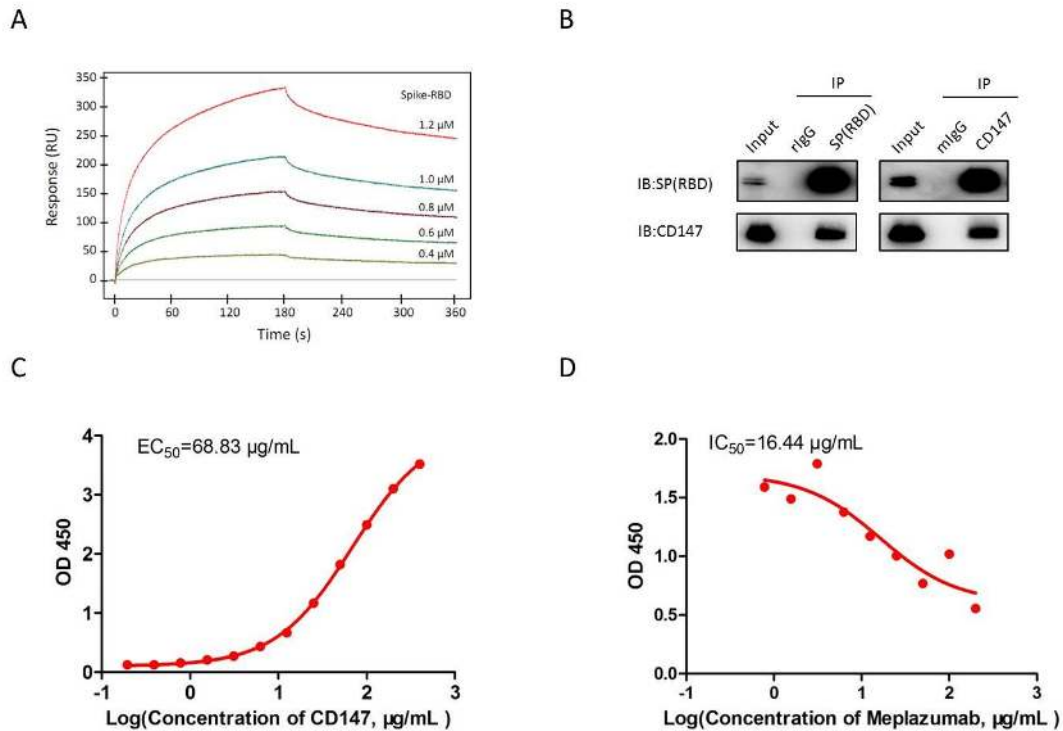 A
350
300
250
200
150
100
50
0
Response (RU)
Spike-RBD
1.2 µM
1.0 µM
0.8 µM
0.6 µM
0.4 µM
0 60 120 180 240 300 360
Time (s)
B
IP IP
Input rIgG SP(RBD) Input mIgG CD147
IB:SP(RBD)
IB:CD147
C
EC50=68.83 µg/mL
4
3
2
1
0
OD 450
-1 0 1 2 3
Log(Concentration of CD147, µg/mL )
D
IC50=16.44 µg/mL
2.0
1.5
1.0
0.5
0.0
OD 450
-1 0 1 2 3
Log(Concentration of Meplazumab, µg/mL )